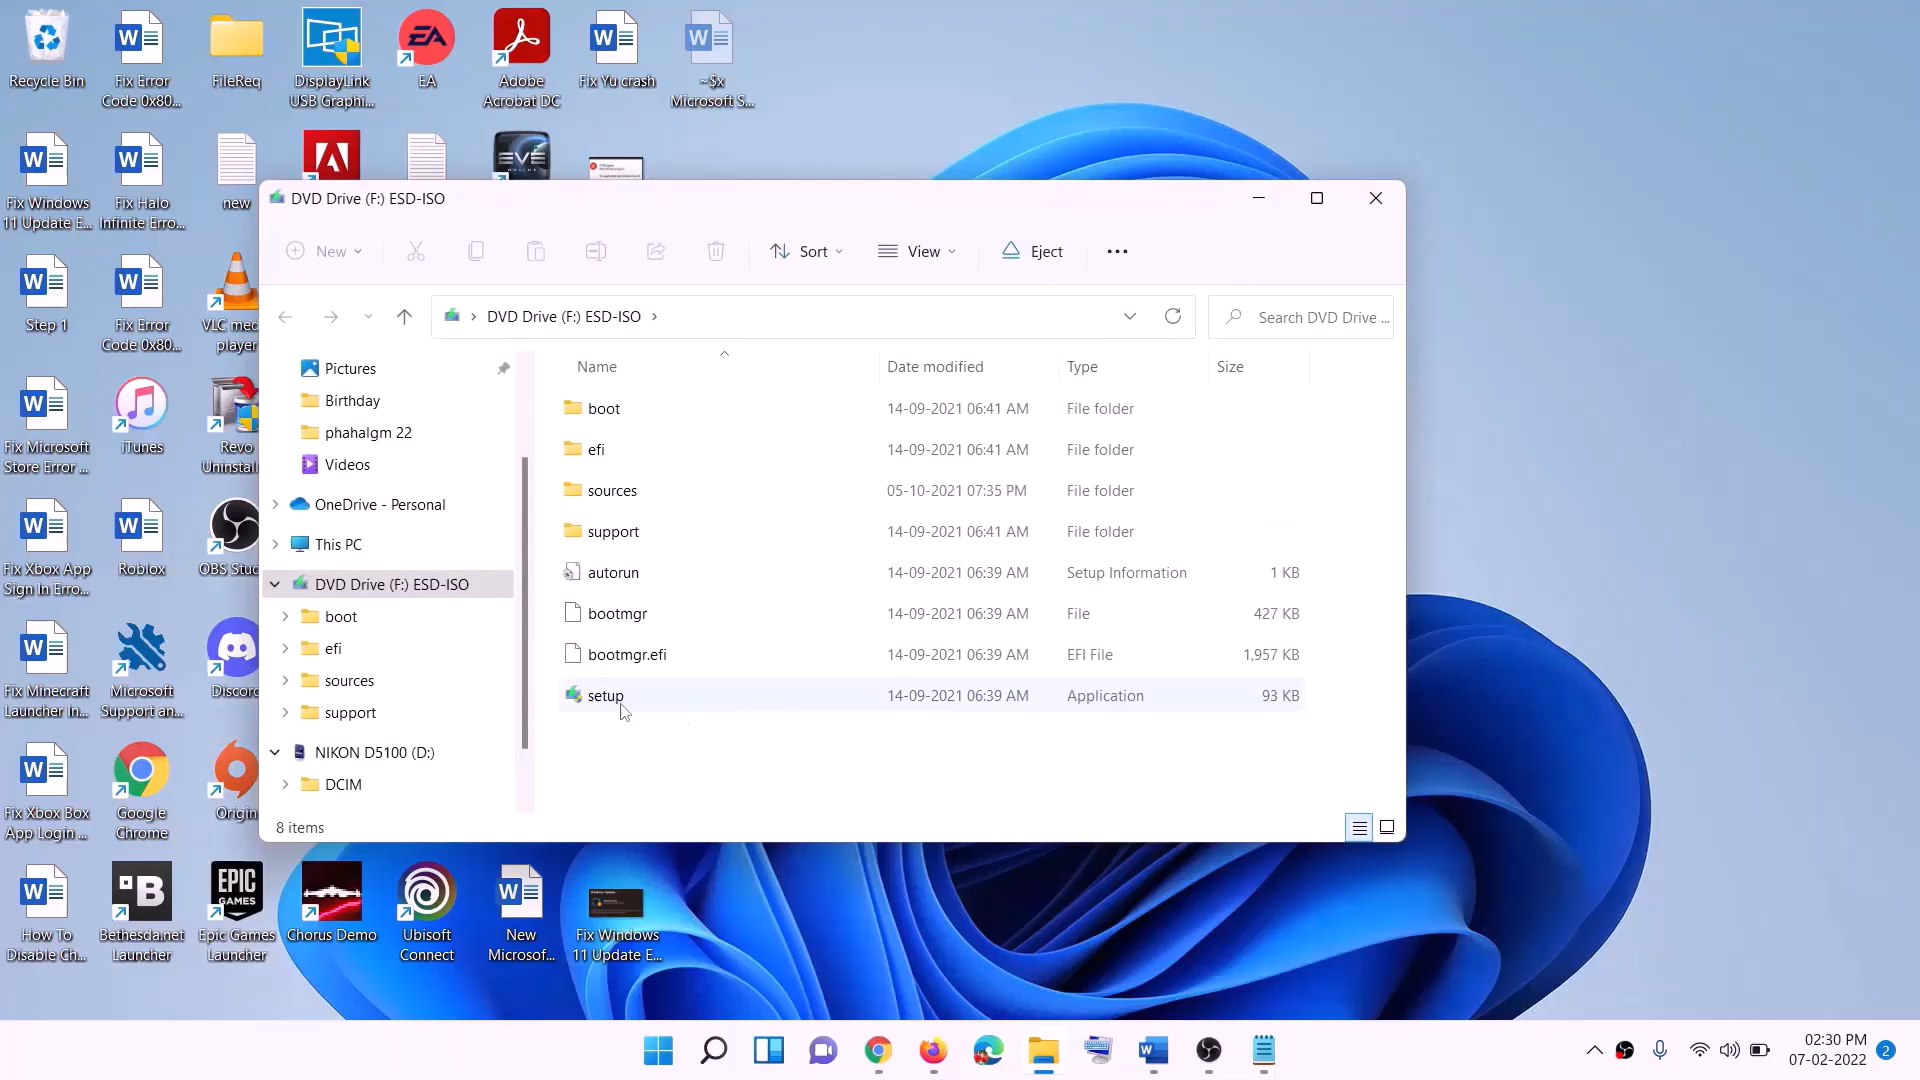 Recycle Bin
Fix Error
Code 0x80...
FileReq
DisplayLink
USB Graphi...
EA
Adobe
Acrobat DC
Fix Yu crash
~$x
Microsoft S...
Fix Windows
11 Update E...
Fix Halo
Infinite Erro...
new
EVE
ONLINE
Step 1
Fix Error
Code 0x80...
VLC med
player
Fix Microsoft
Store Error ...
iTunes
Revo
Uninstall
Fix Xbox App
Sign In Erro...
Roblox
OBS Stud
Fix Minecraft
Launcher In...
Microsoft
Support an...
Discord
Fix Xbox Box
App Login ...
Google
Chrome
Origin
How To
Disable Ch...
Bethesda.net
Launcher
EPIC
GAMES
Epic Games
Launcher
Chorus Demo
Ubisoft
Connect
New
Microsof...
Fix Windows
11 Update E...
DVD Drive (F:) ESD-ISO
New
Sort
View
Eject
DVD Drive (F:) ESD-ISO
Search DVD Drive ...
Pictures
Birthday
phahalgm 22
Videos
OneDrive - Personal
This PC
DVD Drive (F:) ESD-ISO
boot
efi
sources
support
NIKON D5100 (D:)
DCIM
Name Date modified Type Size
boot 14-09-2021 06:41 AM File folder
efi 14-09-2021 06:41 AM File folder
sources 05-10-2021 07:35 PM File folder
support 14-09-2021 06:41 AM File folder
autorun 14-09-2021 06:39 AM Setup Information 1 KB
bootmgr 14-09-2021 06:39 AM File 427 KB
bootmgr.efi 14-09-2021 06:39 AM EFI File 1,957 KB
setup 14-09-2021 06:39 AM Application 93 KB
8 items
02:30 PM
07-02-2022
2